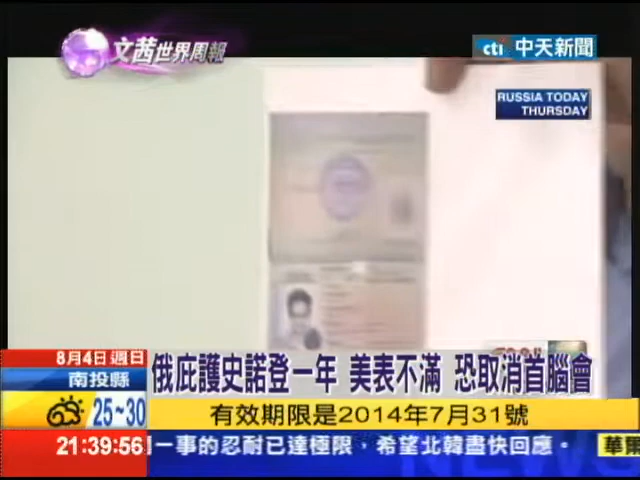 文茜世界周報
cti 中天新聞
RUSSIA TODAY
THURSDAY
8月4日 週日
俄庇護史諾登一年 美表不滿 恐取消首腦會
南投縣
25~30
有效期限是2014年7月31號
21:39:56
一事的忍耐已達極限，希望北韓盡快回應。
華爾
NEWS